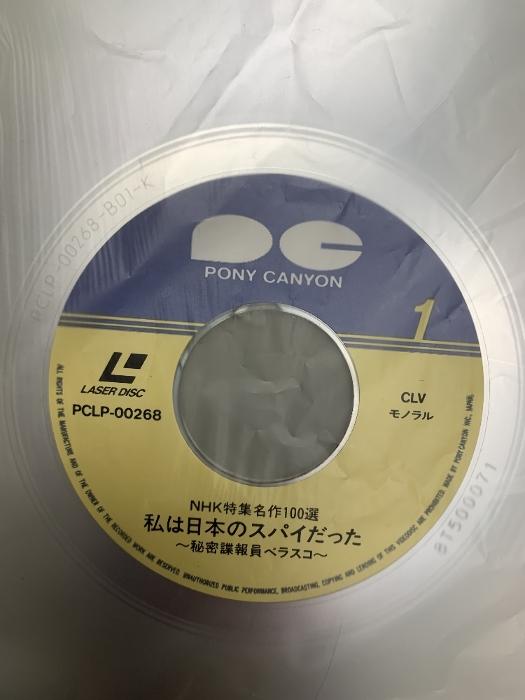 PCLP-00268-B01-K
PONY CANYON
1
LASER DISC
PCLP-00268
CLV
モノラル
NHK特集名作100選
私は日本のスパイだった
〜秘密諜報員ベラスコ〜
ALL RIGHTS OF THE MANUFACTURE AND OF THE OWNER OF THE RECORDED WORK ARE RESERVED. UNAUTHORIZED PUBLIC PERFORMANCE, BROADCASTING, COPYING AND LENDING OF THIS VIDEODISC ARE PROHIBITED. MADE BY PONY CANYON INC, JAPAN.
8T500071